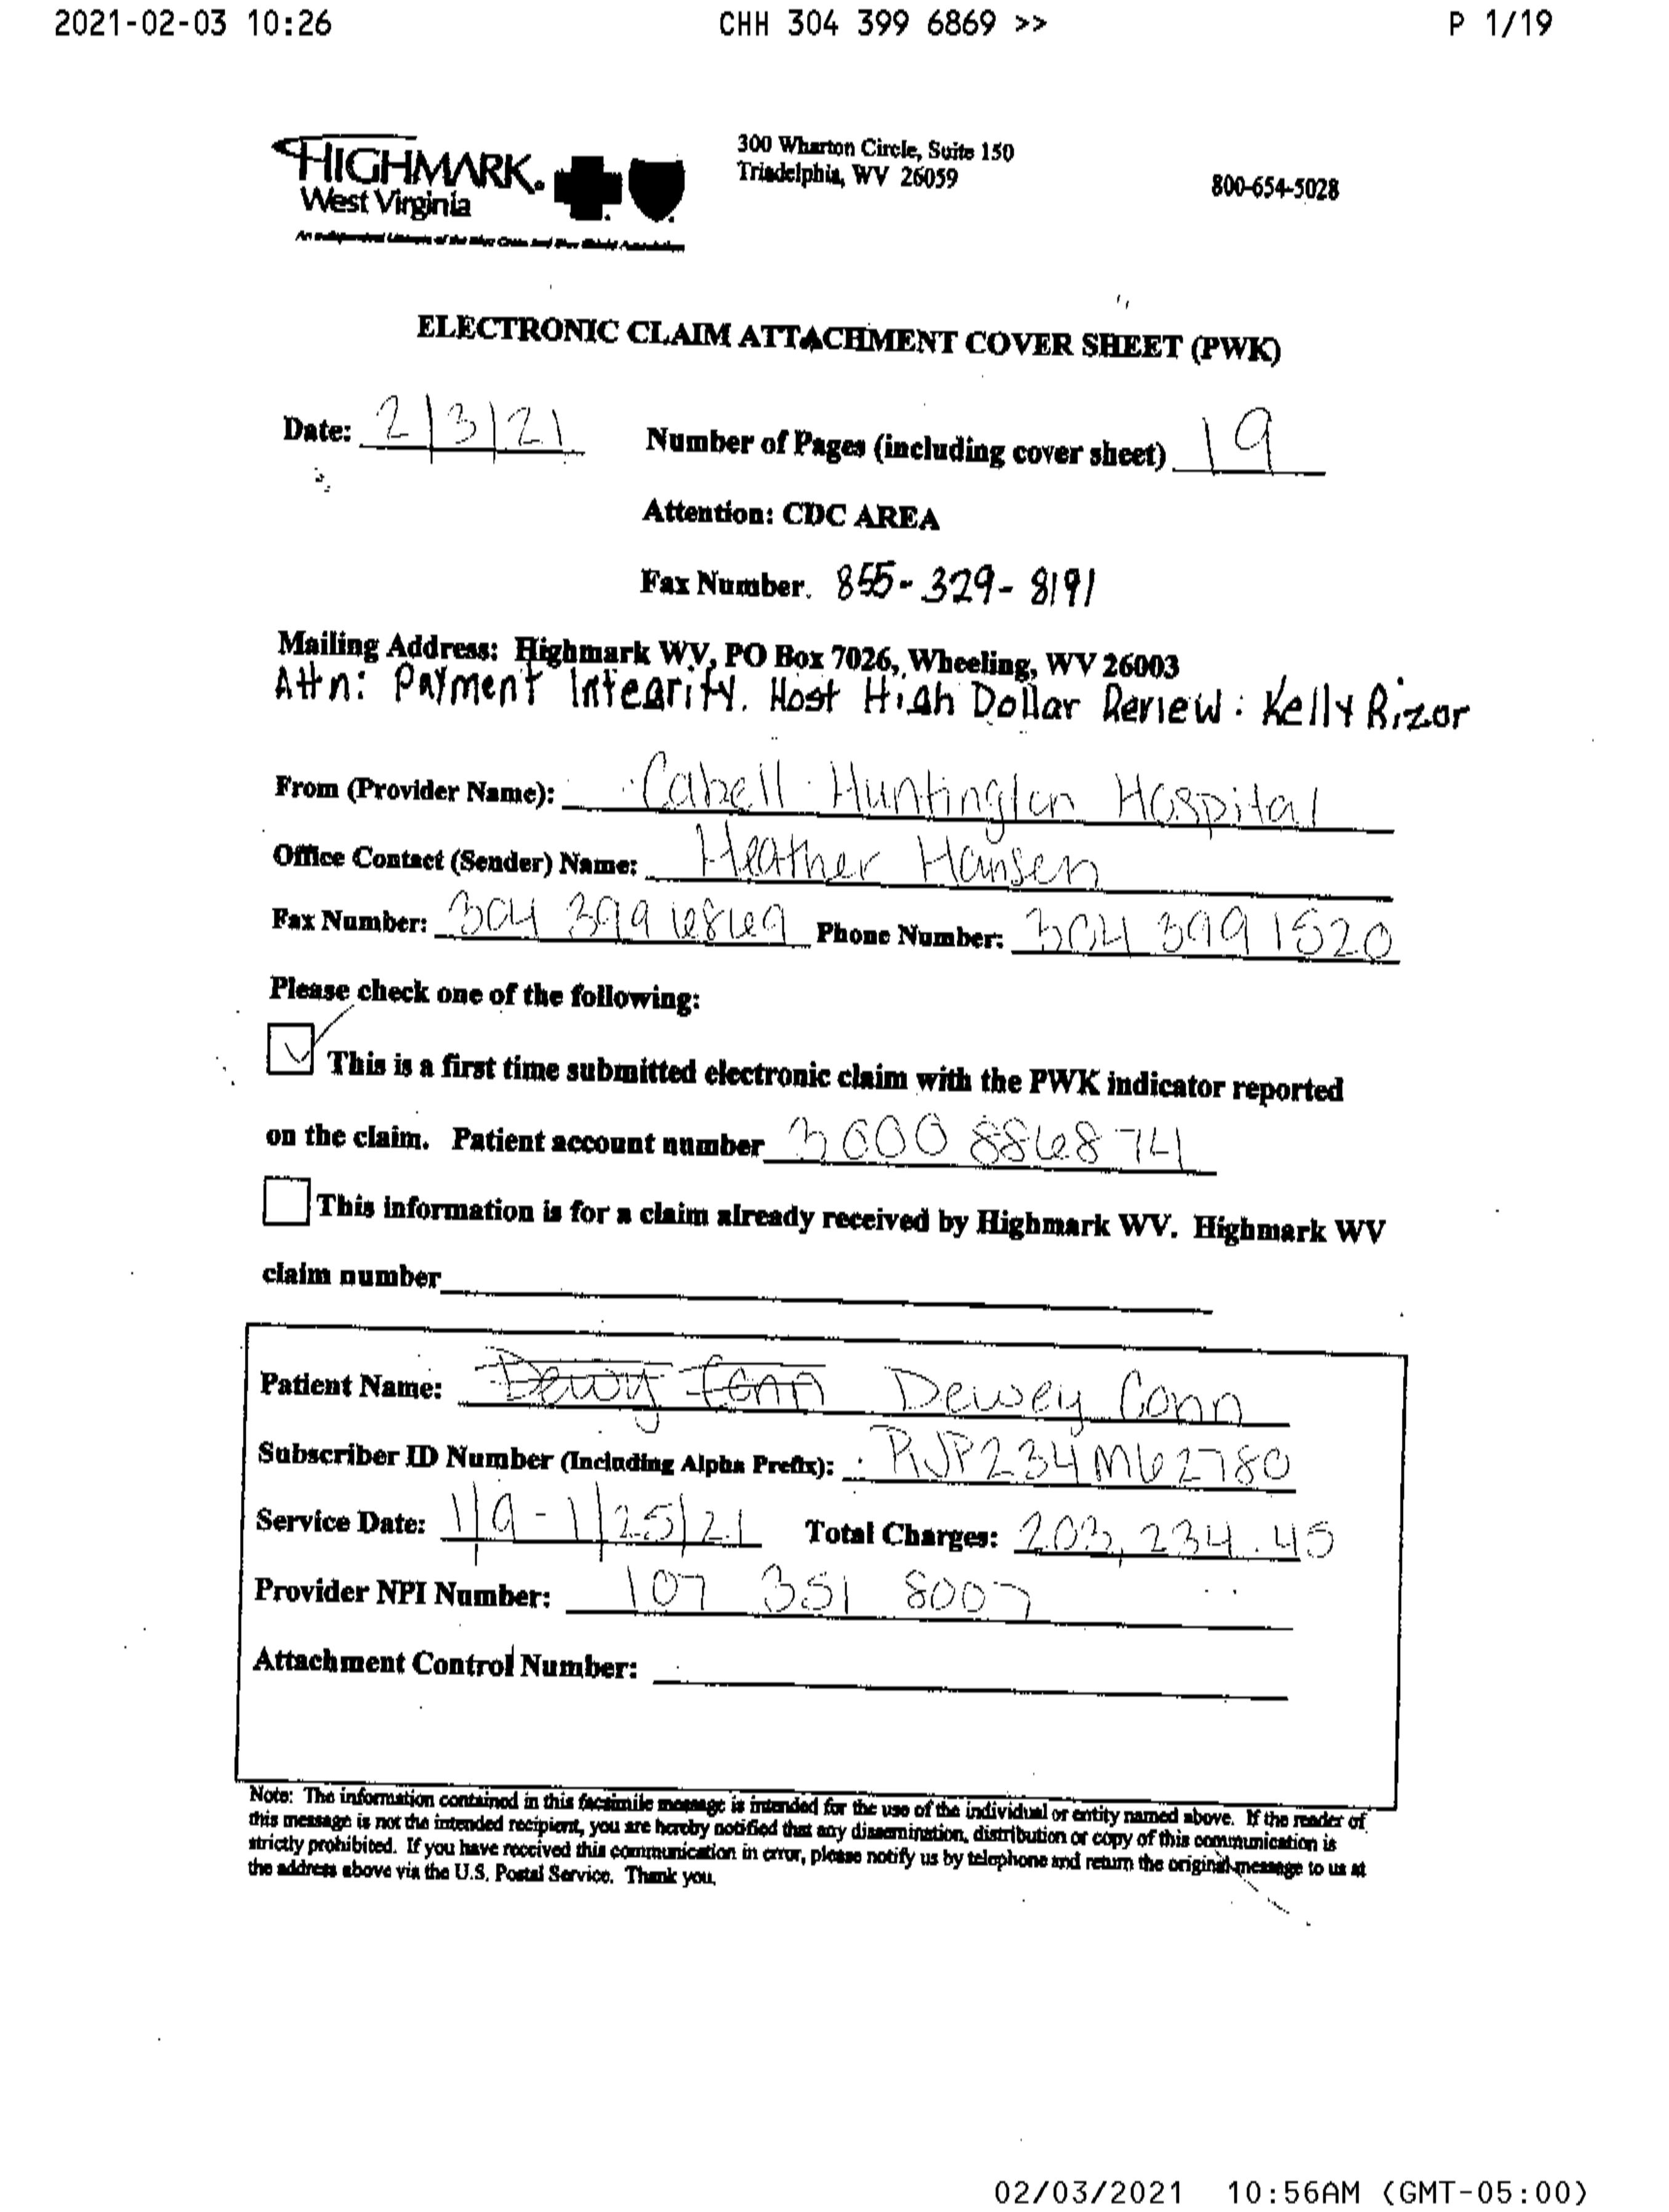 2021-02-03 10:26 CHH 304 399 6869 >> P 1/19
HIGHMARK.
West Virginia
An Independent Licensee of the Blue Cross and Blue Shield Association
300 Wharton Circle, Suite 150
Triadelphia, WV 26059
800-654-5028
ELECTRONIC CLAIM ATTACHMENT COVER SHEET (PWK)
Date: 2/3/21 Number of Pages (including cover sheet) 19
Attention: CDC AREA
Fax Number. 855-329-8191
Mailing Address: Highmark WV, PO Box 7026, Wheeling, WV 26003
Attn: Payment Integrity. Host High Dollar Review: Kelly Rizor
From (Provider Name): Cabell Huntington Hospital
Office Contact (Sender) Name: Heather Hansen
Fax Number: 304 399 6869 Phone Number: 304 399 1520
Please check one of the following:
This is a first time submitted electronic claim with the PWK indicator reported
on the claim. Patient account number 3000 886874
This information is for a claim already received by Highmark WV. Highmark WV
claim number
Patient Name: Dewy Conn Dewey Conn
Subscriber ID Number (Including Alpha Prefix): RJP234M62780
Service Date: 1/9-1/25/21 Total Charges: 203,234.45
Provider NPI Number: 107 351 8007
Attachment Control Number:
Note: The information contained in this facsimile message is intended for the use of the individual or entity named above. If the reader of
this message is not the intended recipient, you are hereby notified that any dissemination, distribution or copy of this communication is
strictly prohibited. If you have received this communication in error, please notify us by telephone and return the original message to us at
the address above via the U.S. Postal Service. Thank you.
02/03/2021 10:56AM (GMT-05:00)